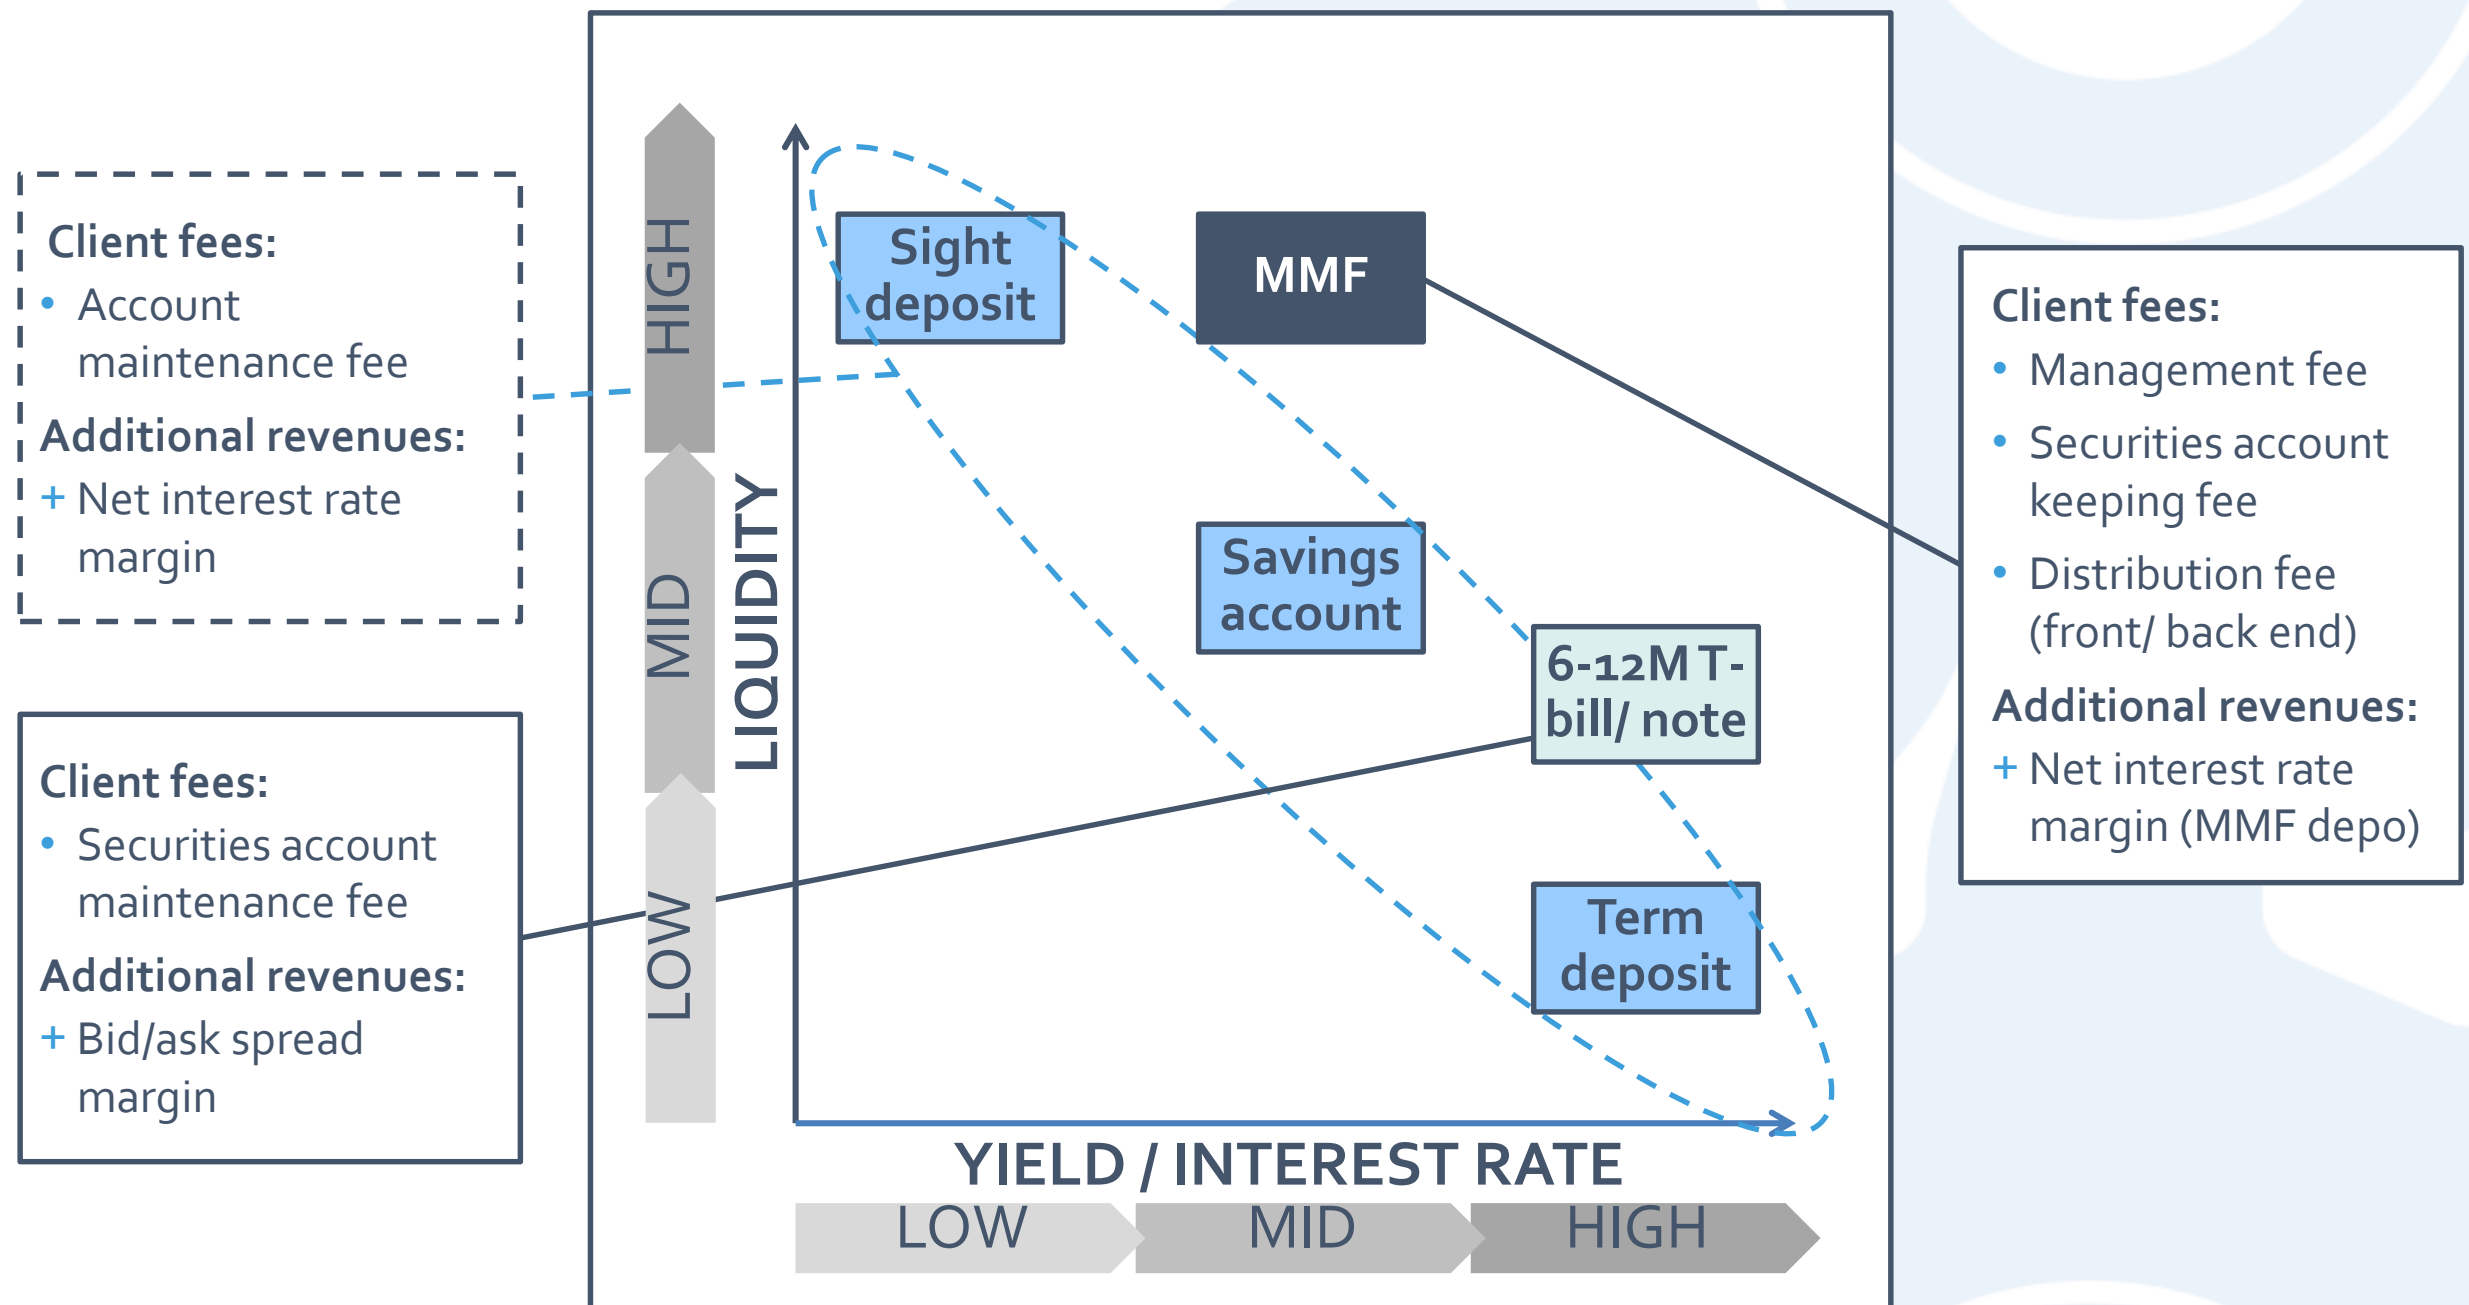 Client fees:
• Account
maintenance fee
Additional revenues:
+ Net interest rate
margin
Client fees:
• Securities account
maintenance fee
Additional revenues:
+ Bid/ask spread
margin
HIGH
MID
LOW
LIQUIDITY
Sight
deposit
MMF
Savings
account
6-12M T-
bill/ note
Term
deposit
YIELD / INTEREST RATE
LOW
MID
HIGH
Client fees:
• Management fee
• Securities account
keeping fee
• Distribution fee
(front/ back end)
Additional revenues:
+ Net interest rate
margin (MMF depo)